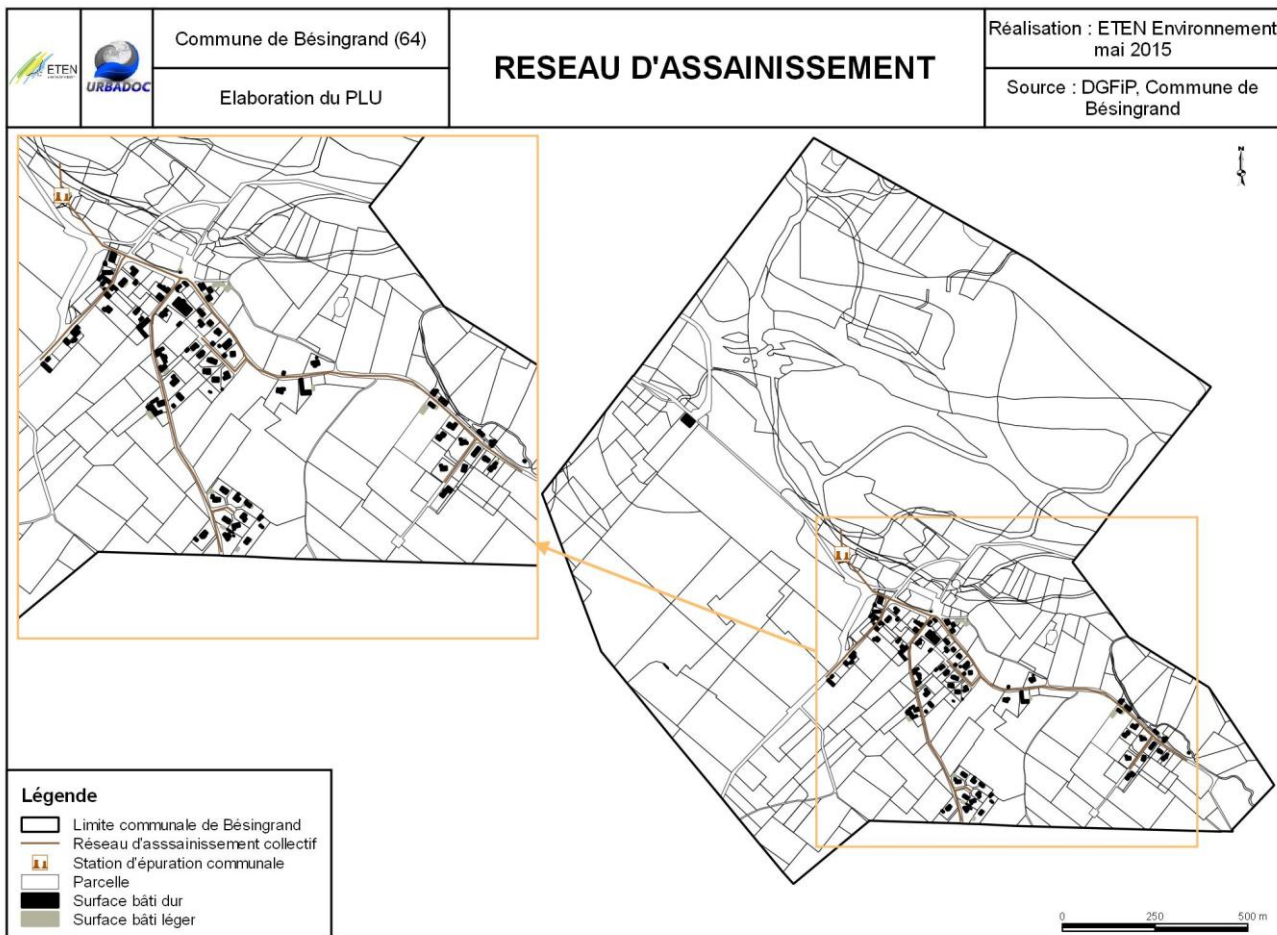 ETEN
URBADOC
Commune de Bésingrand (64)
Elaboration du PLU
RESEAU D'ASSAINISSEMENT
Réalisation : ETEN Environnement
mai 2015
Source : DGFiP, Commune de
Bésingrand
N
Légende
Limite communale de Bésingrand
Réseau d'asssainissement collectif
Station d'épuration communale
Parcelle
Surface bâti dur
Surface bâti léger
0 250 500 m